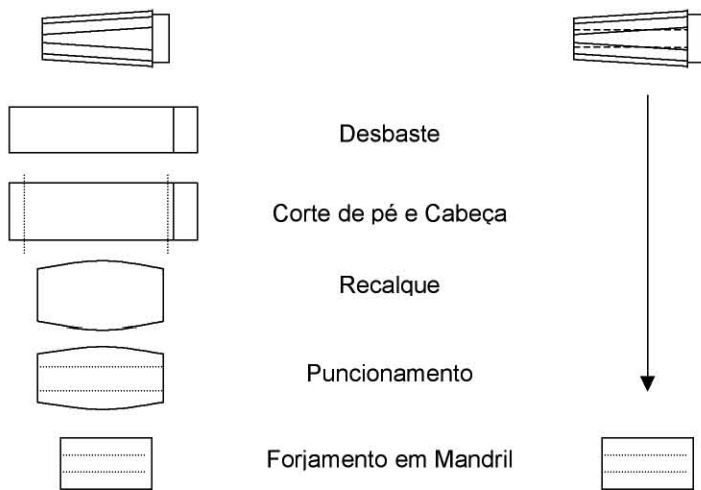 Desbaste
Corte de pé e Cabeça
Recalque
Puncionamento
Forjamento em Mandril